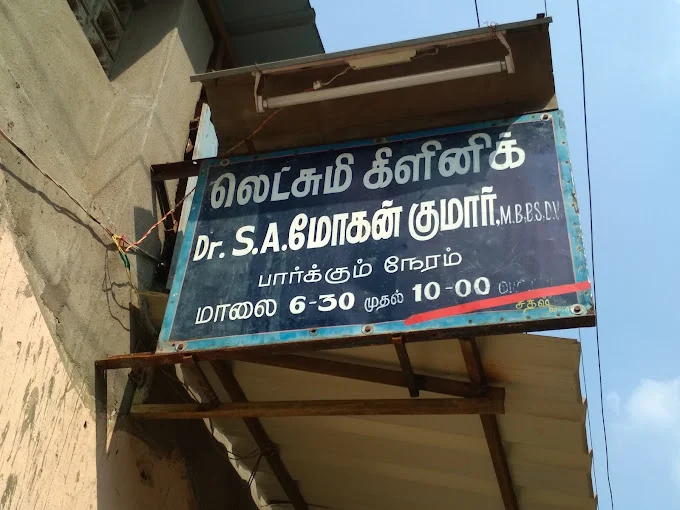 லெட்சுமி கிளினிக்
Dr. S.A.மோகன் குமார், M.B.B.S.D.V
பார்க்கும் நேரம்
மாலை 6-30 முதல் 10-00